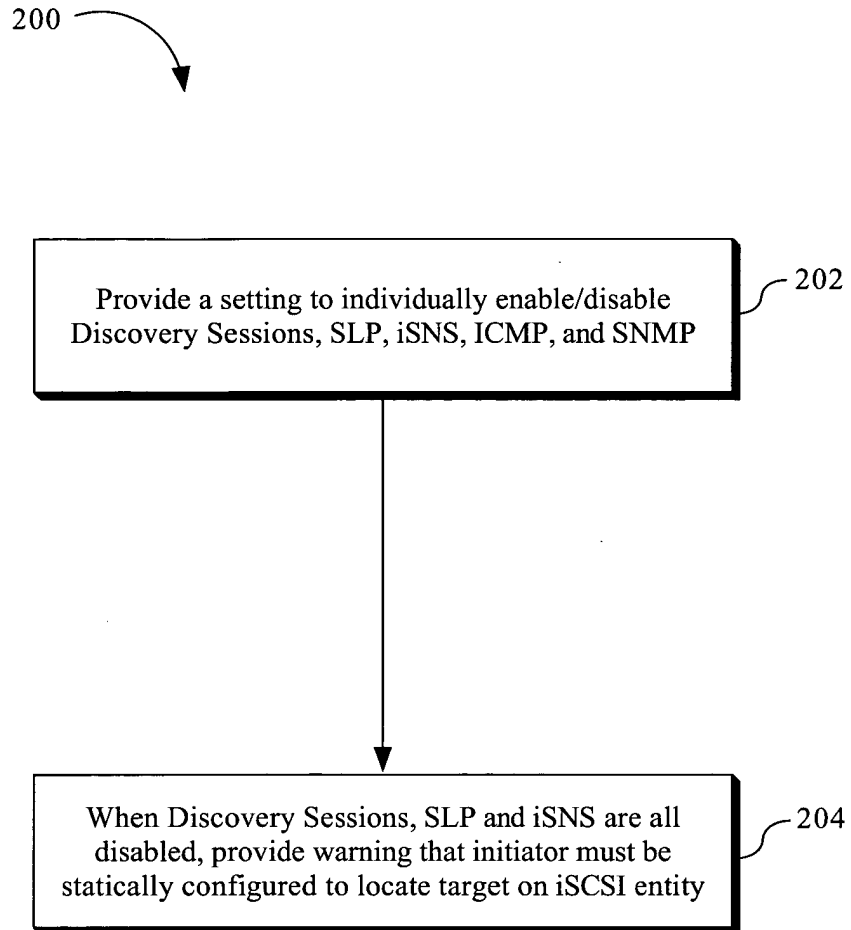 200
Provide a setting to individually enable/disable
Discovery Sessions, SLP, iSNS, ICMP, and SNMP
202
When Discovery Sessions, SLP and iSNS are all
disabled, provide warning that initiator must be
statically configured to locate target on iSCSI entity
204